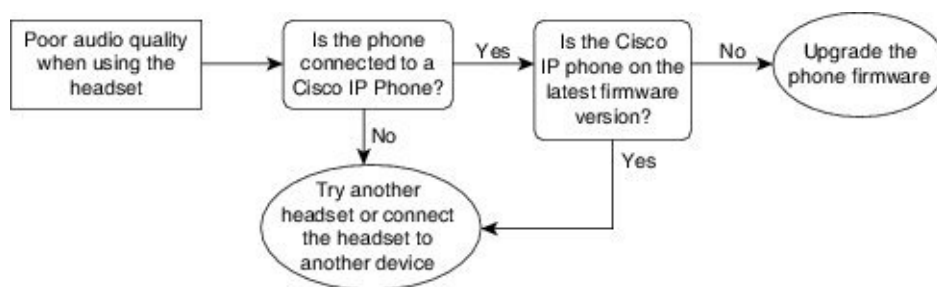 Poor audio quality
when using the
headset
Is the phone
connected to a
Cisco IP Phone?
Yes
Is the Cisco
IP phone on the
latest firmware
version?
No
Upgrade the
phone firmware
No
Yes
Try another
headset or connect
the headset to
another device